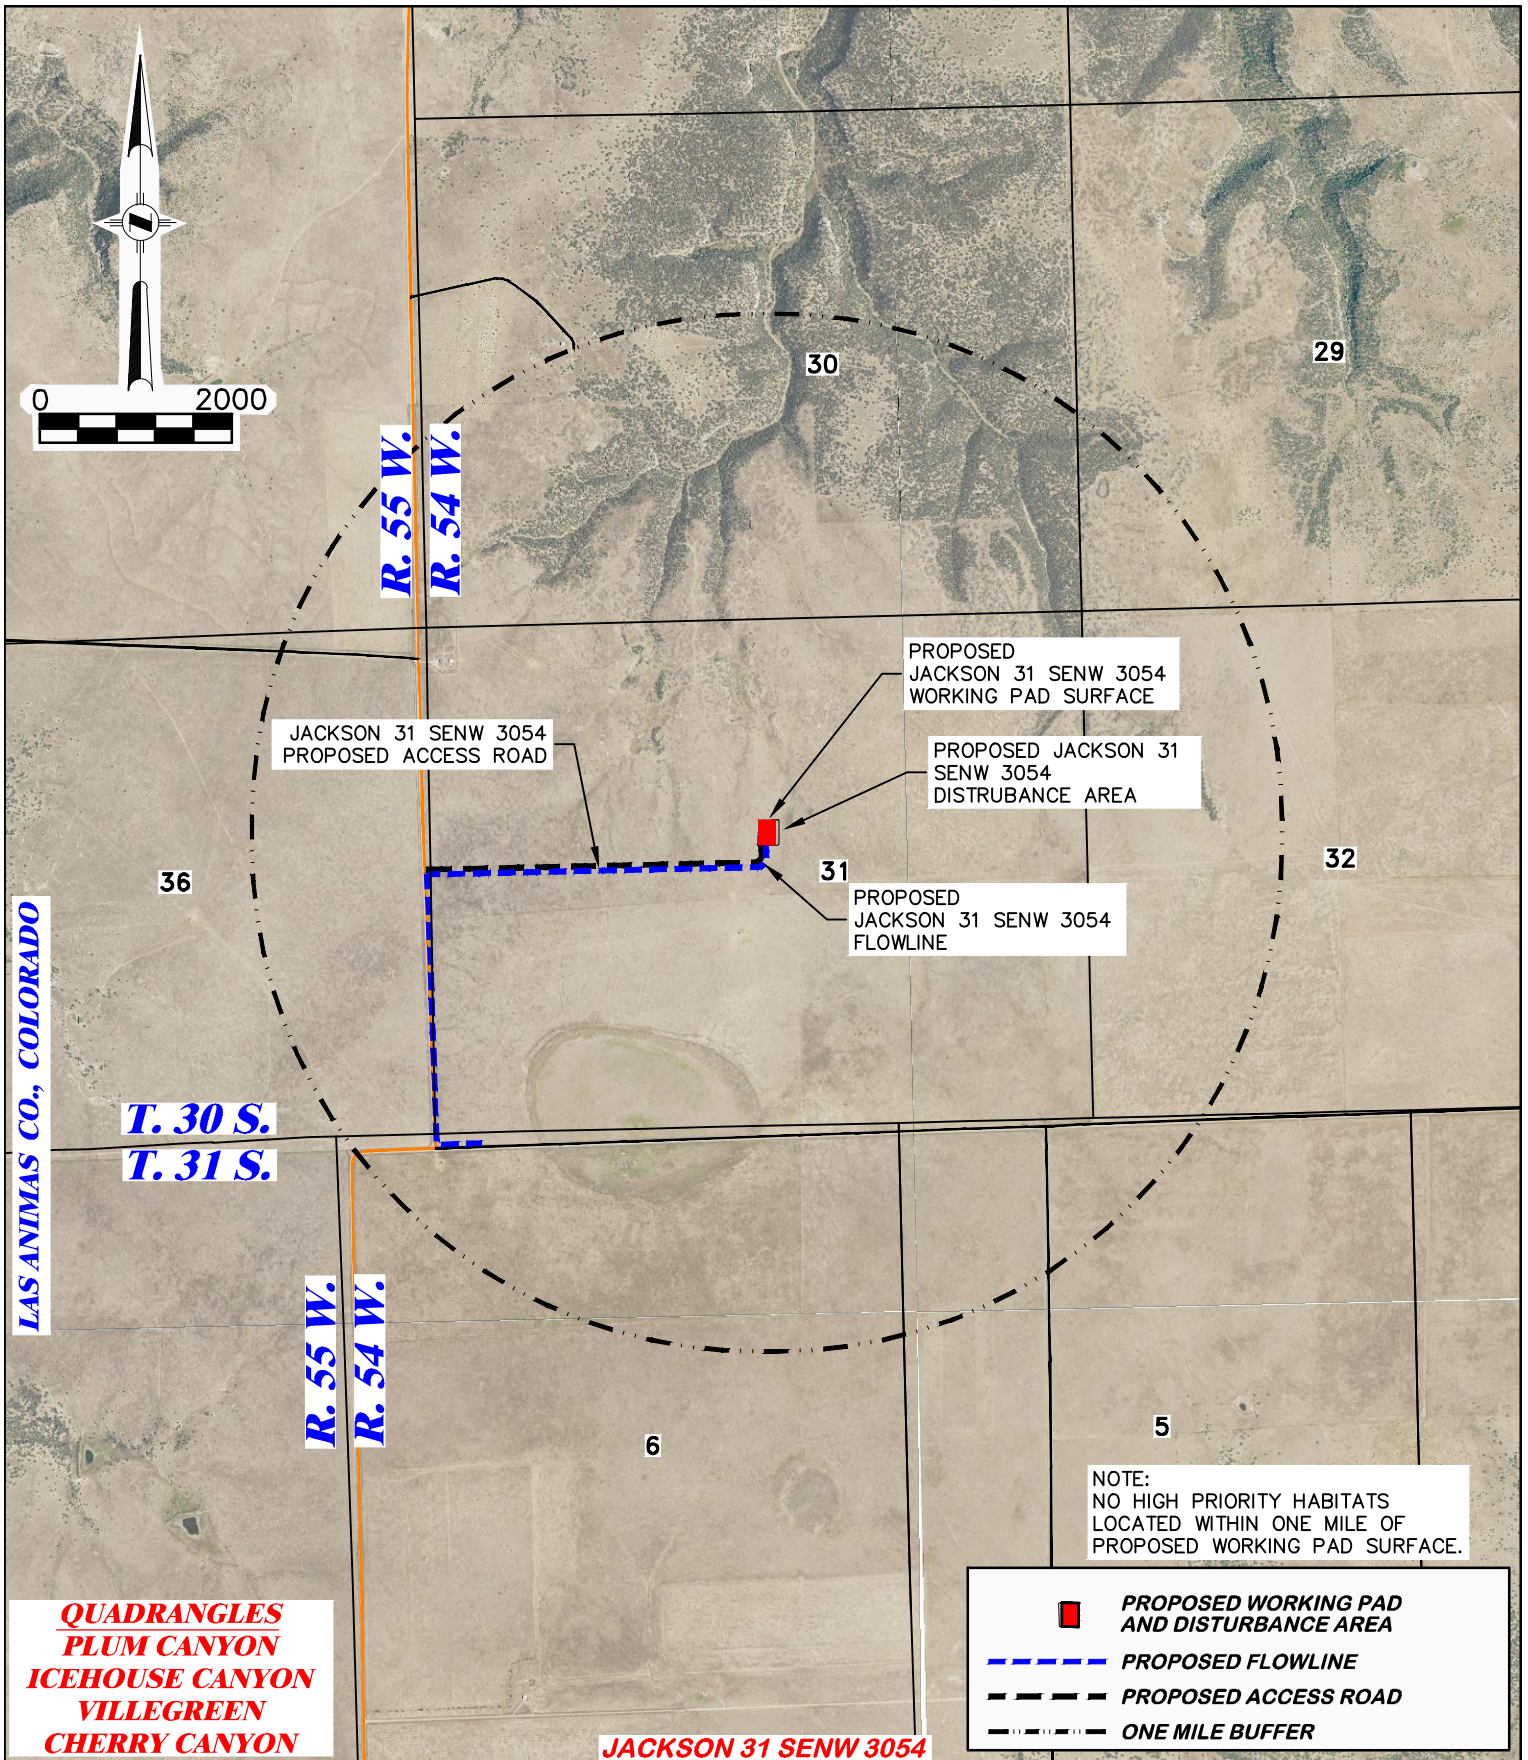 0 2000
R. 55 W.
R. 54 W.
30
29
PROPOSED
JACKSON 31 SENW 3054
WORKING PAD SURFACE
JACKSON 31 SENW 3054
PROPOSED ACCESS ROAD
PROPOSED JACKSON 31
SENW 3054
DISTRUBANCE AREA
36
31
32
PROPOSED
JACKSON 31 SENW 3054
FLOWLINE
LAS ANIMAS CO., COLORADO
T. 30 S.
T. 31 S.
R. 55 W.
R. 54 W.
6
5
NOTE:
NO HIGH PRIORITY HABITATS
LOCATED WITHIN ONE MILE OF
PROPOSED WORKING PAD SURFACE.
QUADRANGLES
PLUM CANYON
ICEHOUSE CANYON
VILLEGREEN
CHERRY CANYON
PROPOSED WORKING PAD
AND DISTURBANCE AREA
PROPOSED FLOWLINE
PROPOSED ACCESS ROAD
ONE MILE BUFFER
JACKSON 31 SENW 3054